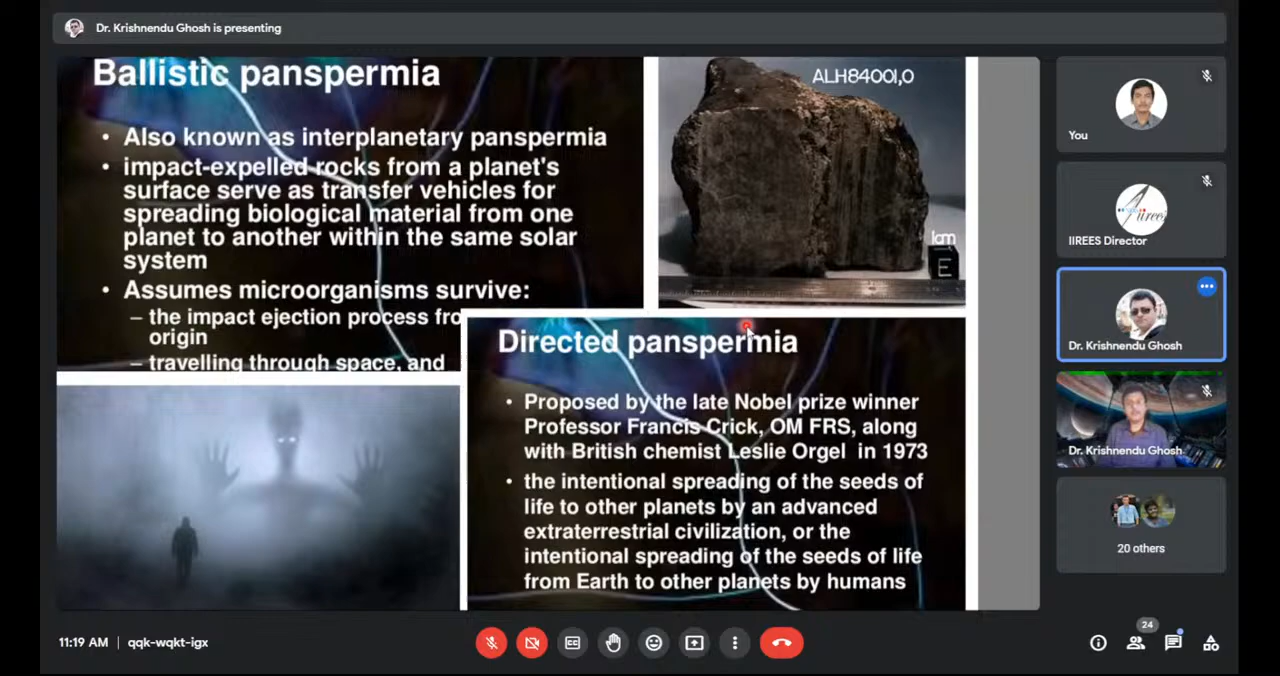 Dr. Krishnendu Ghosh is presenting
Ballistic panspermia
• Also known as interplanetary panspermia
• impact-expelled rocks from a planet's
surface serve as transfer vehicles for
spreading biological material from one
planet to another within the same solar
system
• Assumes microorganisms survive:
– the impact ejection process fro
origin
– travelling through space, and
ALH84001,0
1cm
E
Directed panspermia
• Proposed by the late Nobel prize winner
Professor Francis Crick, OM FRS, along
with British chemist Leslie Orgel in 1973
• the intentional spreading of the seeds of
life to other planets by an advanced
extraterrestrial civilization, or the
intentional spreading of the seeds of life
from Earth to other planets by humans
You
IIREES Director
Dr. Krishnendu Ghosh
Dr. Krishnendu Ghosh
20 others
11:19 AM | qqk-wqkt-igx
CC
24